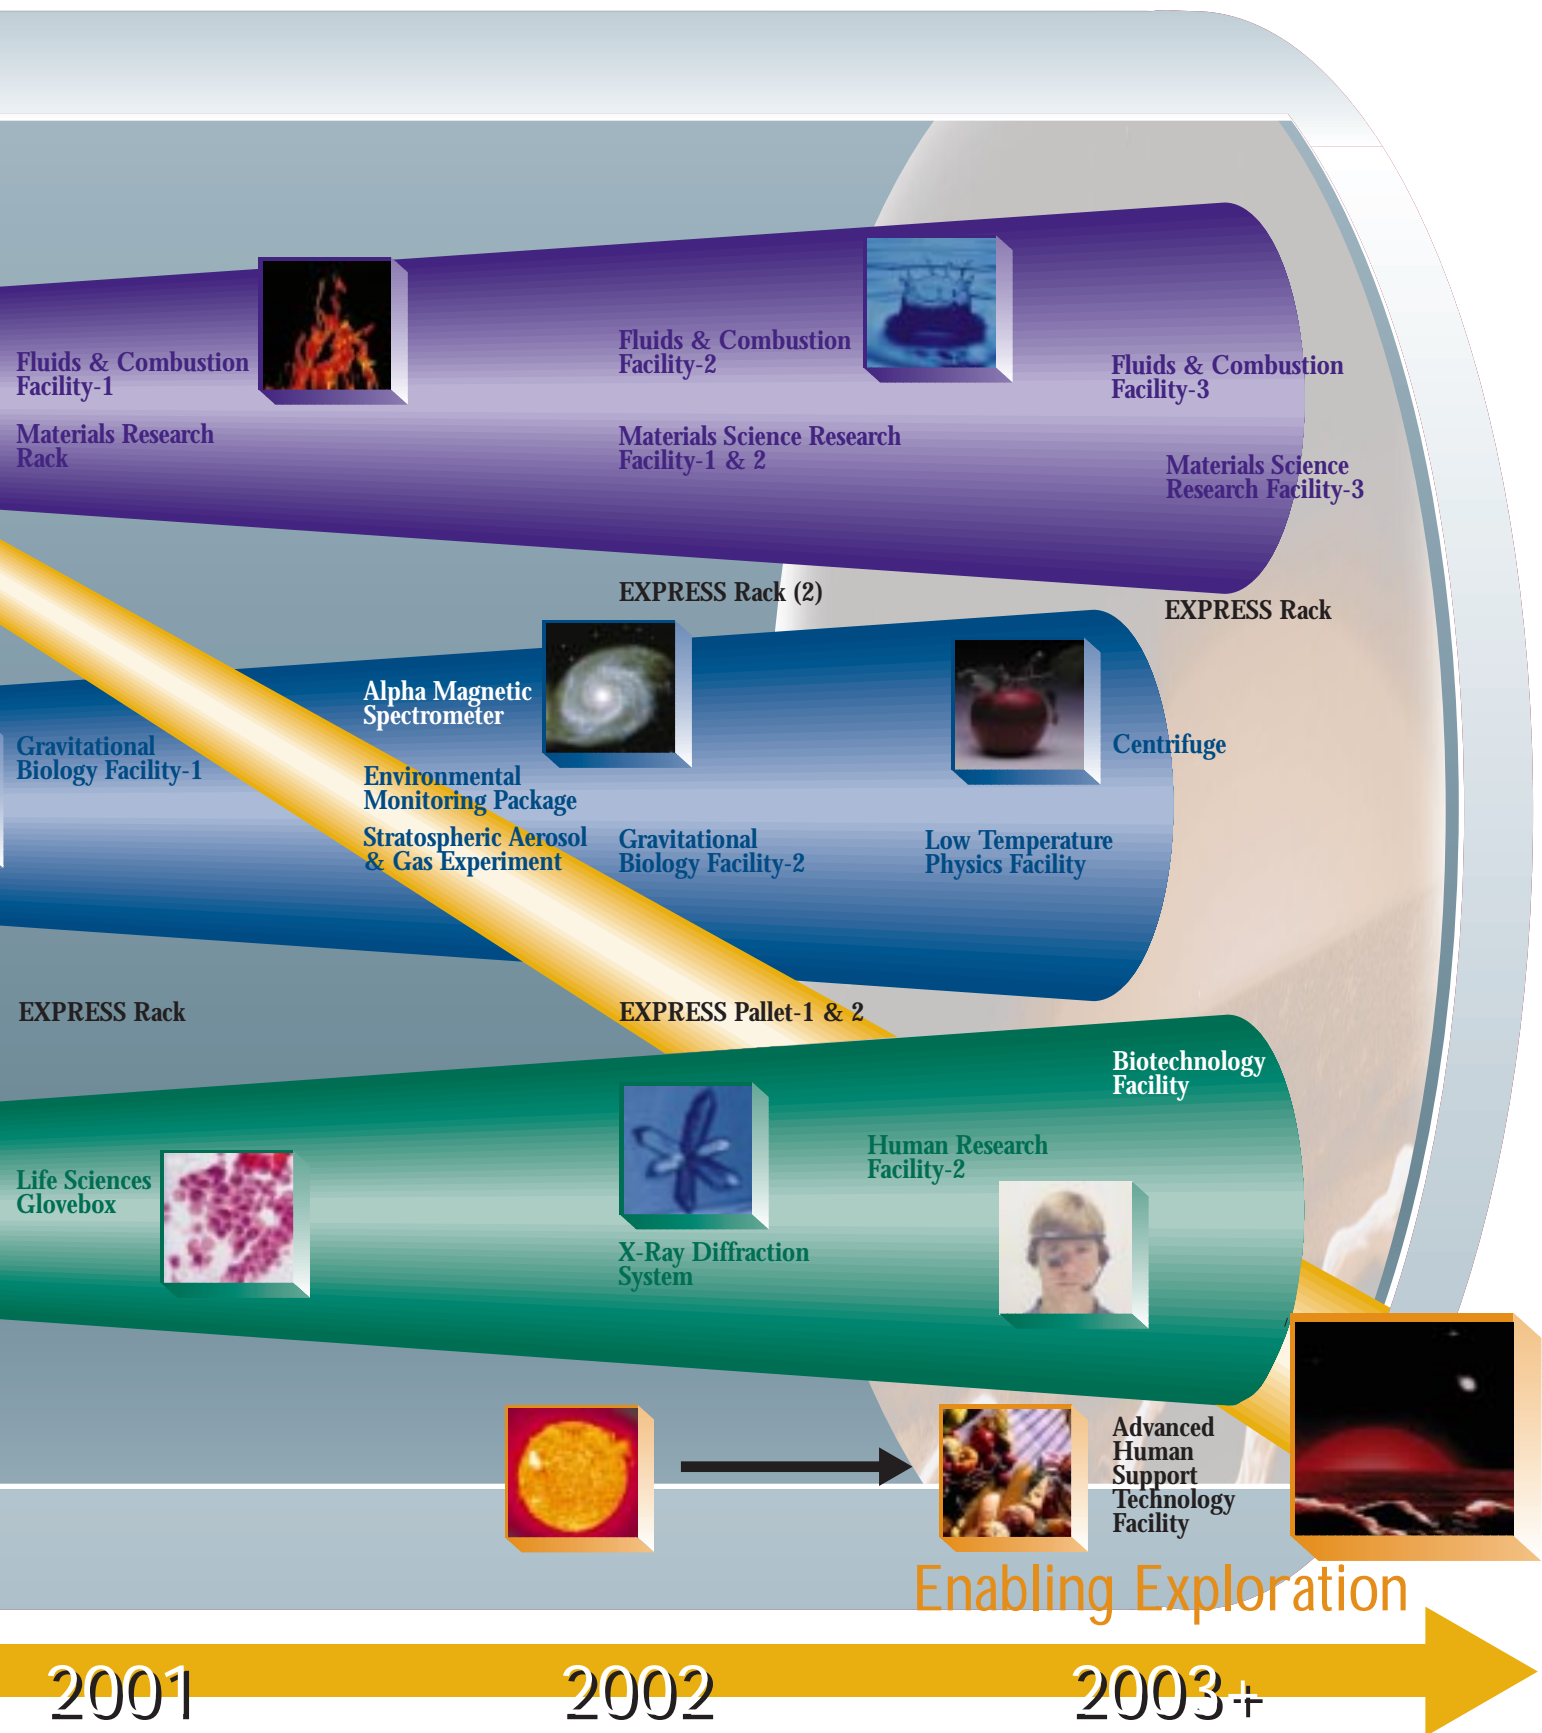 Fluids & Combustion
Facility-1
Materials Research
Rack
Fluids & Combustion
Facility-2
Materials Science Research
Facility-1 & 2
Fluids & Combustion
Facility-3
Materials Science
Research Facility-3
EXPRESS Rack (2)
EXPRESS Rack
Alpha Magnetic
Spectrometer
Gravitational
Biology Facility-1
Environmental
Monitoring Package
Stratospheric Aerosol
& Gas Experiment
Gravitational
Biology Facility-2
Centrifuge
Low Temperature
Physics Facility
EXPRESS Rack
EXPRESS Pallet-1 & 2
Biotechnology
Facility
Human Research
Facility-2
Life Sciences
Glovebox
X-Ray Diffraction
System
Advanced
Human
Support
Technology
Facility
Enabling Exploration
2001
2002
2003+